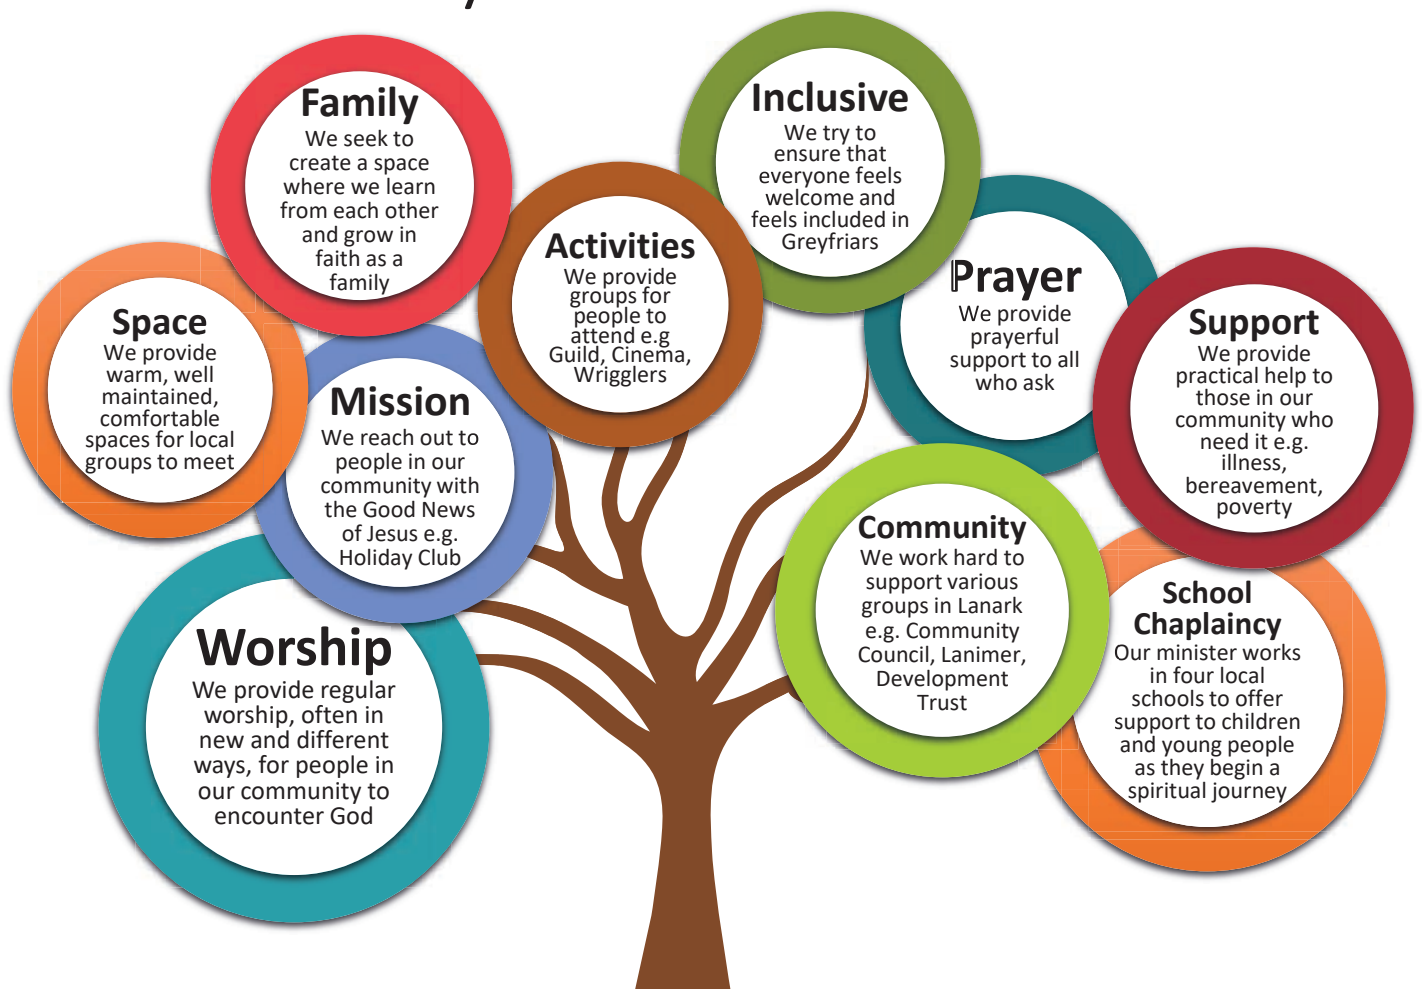 Family
We seek to
create a space
where we learn
from each other
and grow in
faith as a
family
Inclusive
We try to
ensure that
everyone feels
welcome and
feels included in
Greyfriars
Activities
We provide
groups for
people to
attend e.g
Guild, Cinema,
Wrigglers
Prayer
We provide
prayerful
support to all
who ask
Space
We provide
warm, well
maintained,
comfortable
spaces for local
groups to meet
Support
We provide
practical help to
those in our
community who
need it e.g.
illness,
bereavement,
poverty
Mission
We reach out to
people in our
community with
the Good News
of Jesus e.g.
Holiday Club
Community
We work hard to
support various
groups in Lanark
e.g. Community
Council, Lanimer,
Development
Trust
School
Chaplaincy
Our minister works
in four local
schools to offer
support to children
and young people
as they begin a
spiritual journey
Worship
We provide regular
worship, often in
new and different
ways, for people in
our community to
encounter God